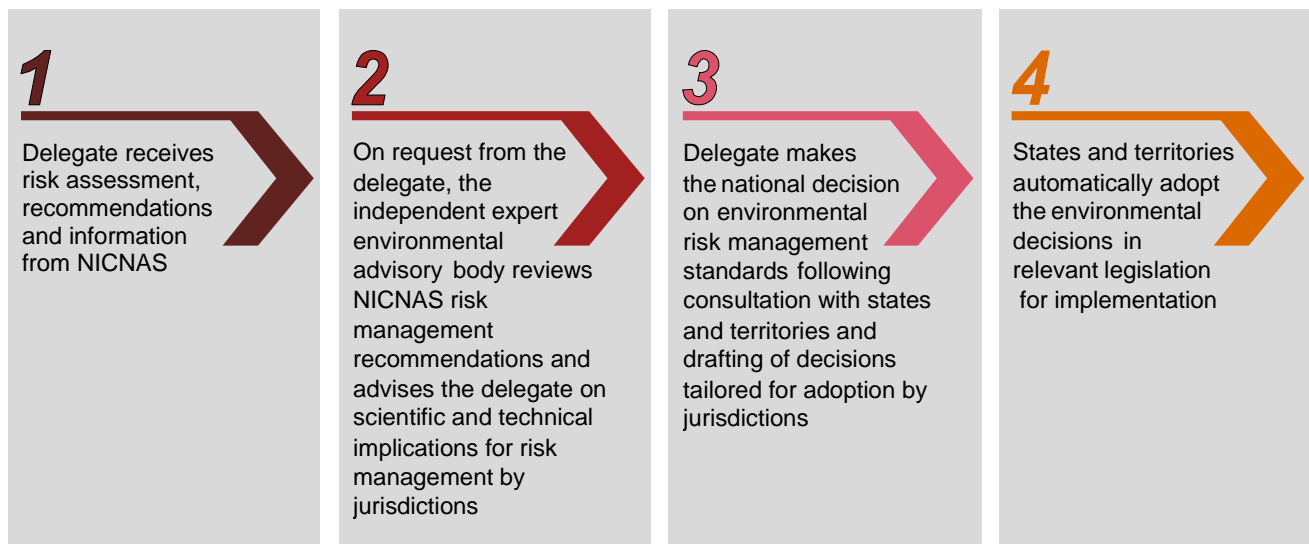 1
Delegate receives
risk assessment,
recommendations
and information
from NICNAS
2
On request from the
delegate, the
independent expert
environmental
advisory body reviews
NICNAS risk
management
recommendations and
advises the delegate on
scientific and technical
implications for risk
management by
jurisdictions
3
Delegate makes
the national decision
on environmental
risk management
standards following
consultation with states
and territories and
drafting of decisions
tailored for adoption by
jurisdictions
4
States and territories
automatically adopt
the environmental
decisions in
relevant legislation
for implementation